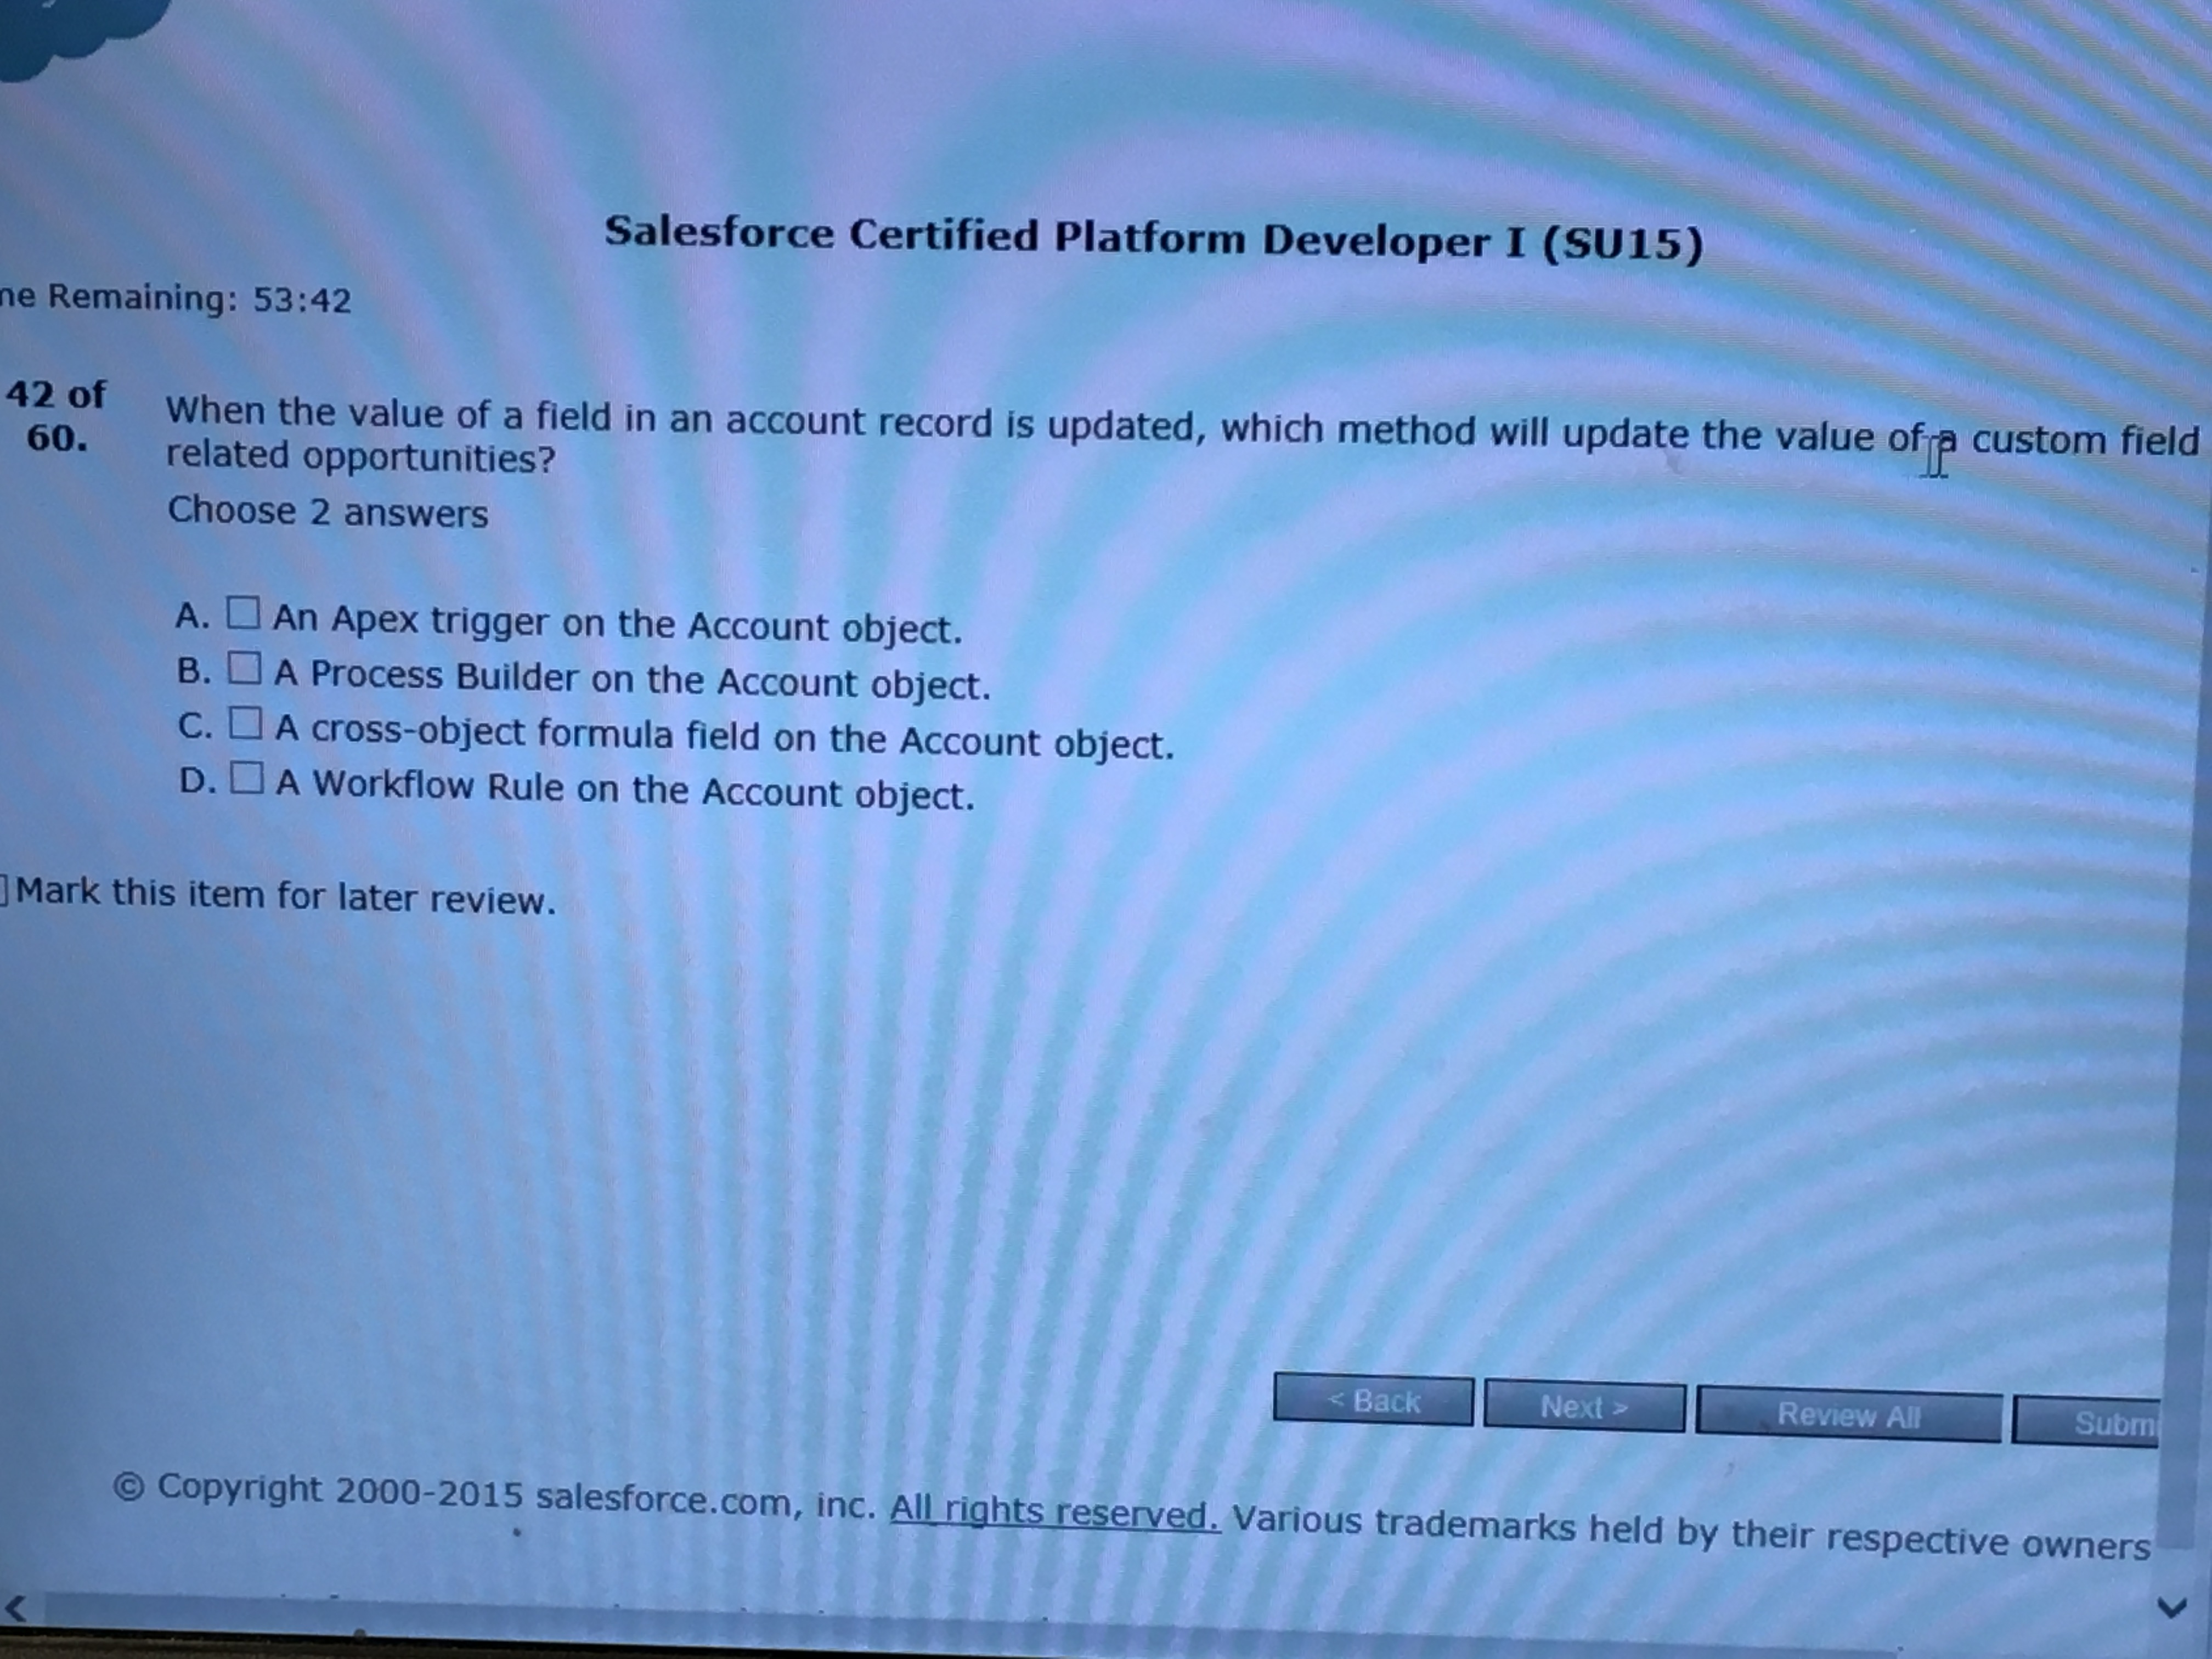 Salesforce Certified Platform Developer I (SU15)
ne Remaining: 53:42
42 of
60.
When the value of a field in an account record is updated, which method will update the value of a custom field
related opportunities?
Choose 2 answers
A. An Apex trigger on the Account object.
B. A Process Builder on the Account object.
C. A cross-object formula field on the Account object.
D. A Workflow Rule on the Account object.
Mark this item for later review.
< Back Next > Review All Subm
© Copyright 2000-2015 salesforce.com, inc. All rights reserved. Various trademarks held by their respective owners